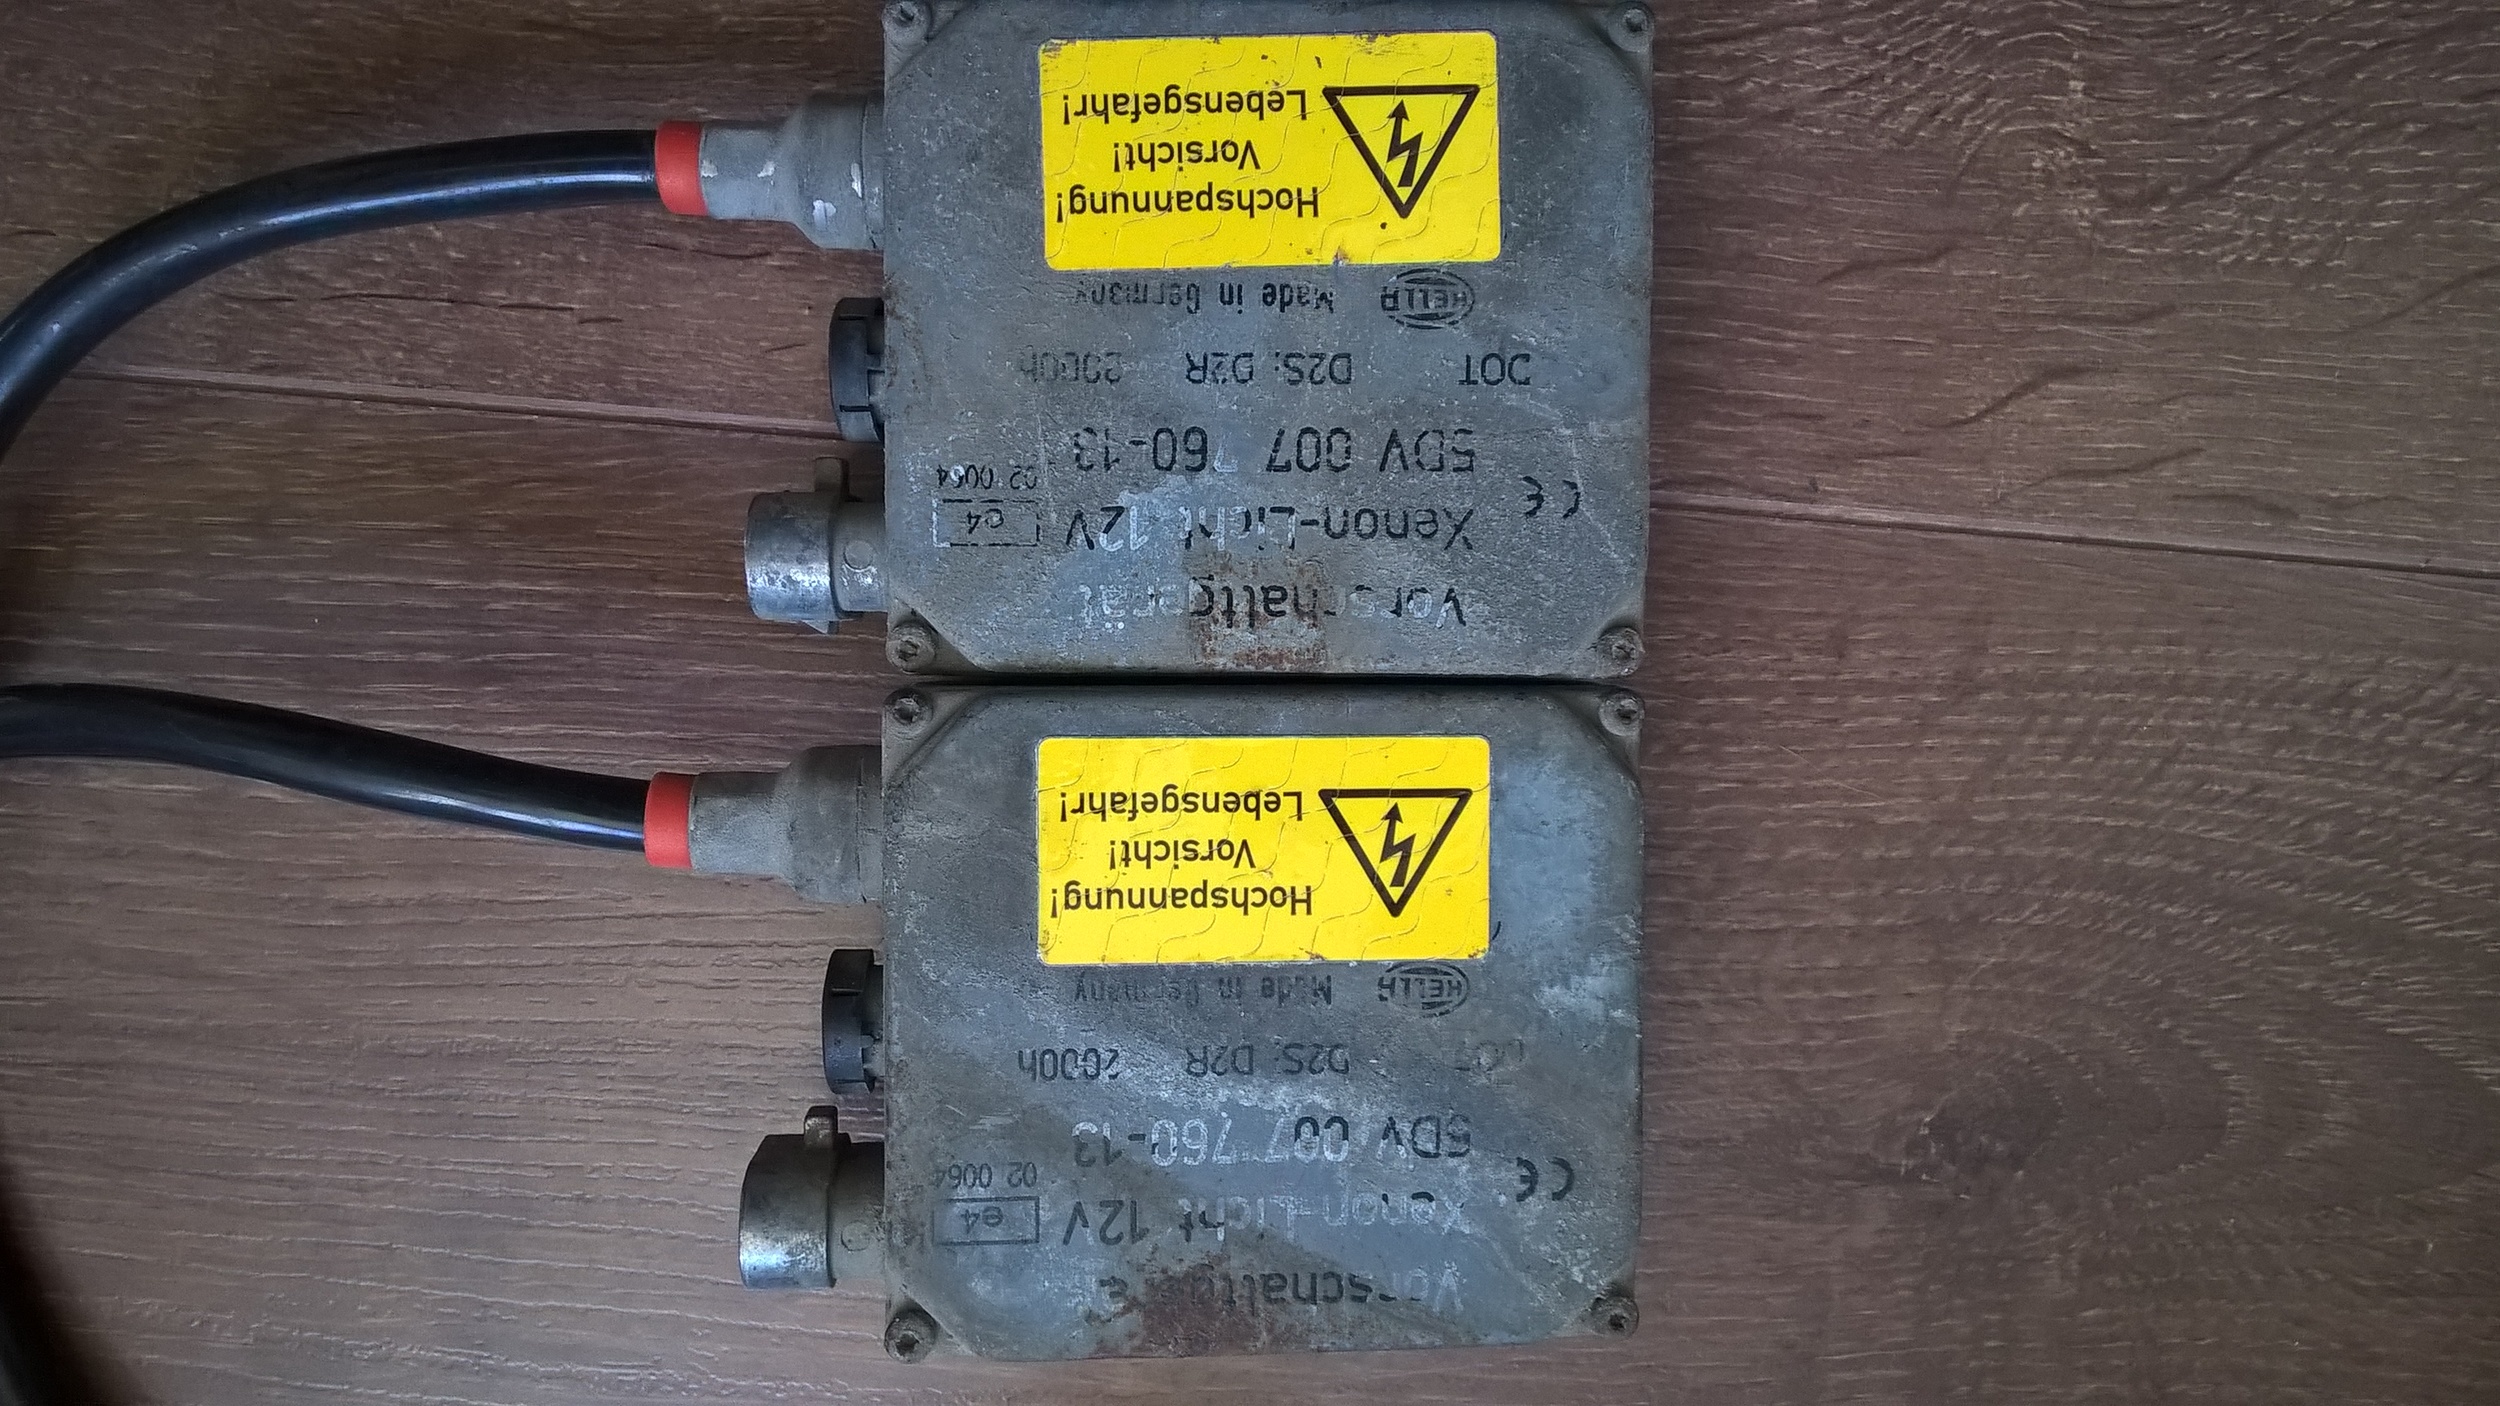 Vorschaltgerät
Xenon-Licht 12V e4
CE
5DV 007 760-13 02 0064
DOT D2S; D2R 2000h
HELLA Made in Germany
Hochspannung!
Vorsicht!
Lebensgefahr!
Vorschaltgerät
Xenon-Licht 12V e4
CE
5DV 007 760-13 02 0064
DOT D2S; D2R 2000h
HELLA Made in Germany
Hochspannung!
Vorsicht!
Lebensgefahr!